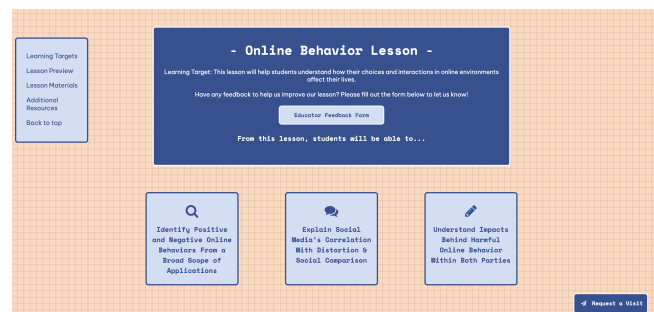 Learning Targets
Lesson Preview
Lesson Materials
Additional
Resources
Back to top
- Online Behavior Lesson -
Learning Target: This lesson will help students understand how their choices and interactions in online environments
affect their lives.
Have any feedback to help us improve our lesson? Please fill out the form below to let us know!
Educator Feedback Form
From this lesson, students will be able to...
Identify Positive
and Negative Online
Behaviors From a
Broad Scope of
Applications
Explain Social
Media's Correlation
With Distortion &
Social Comparison
Understand Impacts
Behind Harmful
Online Behavior
Within Both Parties
Request a Visit